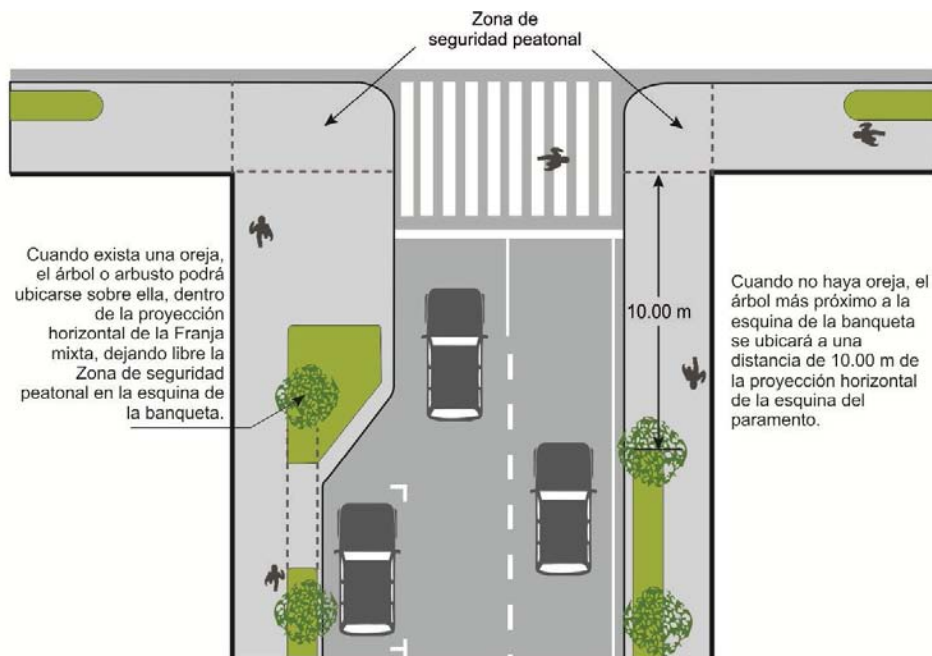 Zona de
seguridad peatonal
Cuando exista una oreja,
el árbol o arbusto podrá
ubicarse sobre ella, dentro
de la proyección
horizontal de la Franja
mixta, dejando libre la
Zona de seguridad
peatonal en la esquina de
la banqueta.
10.00 m
Cuando no haya oreja, el
árbol más próximo a la
esquina de la banqueta
se ubicará a una
distancia de 10.00 m de
la proyección horizontal
de la esquina del
paramento.